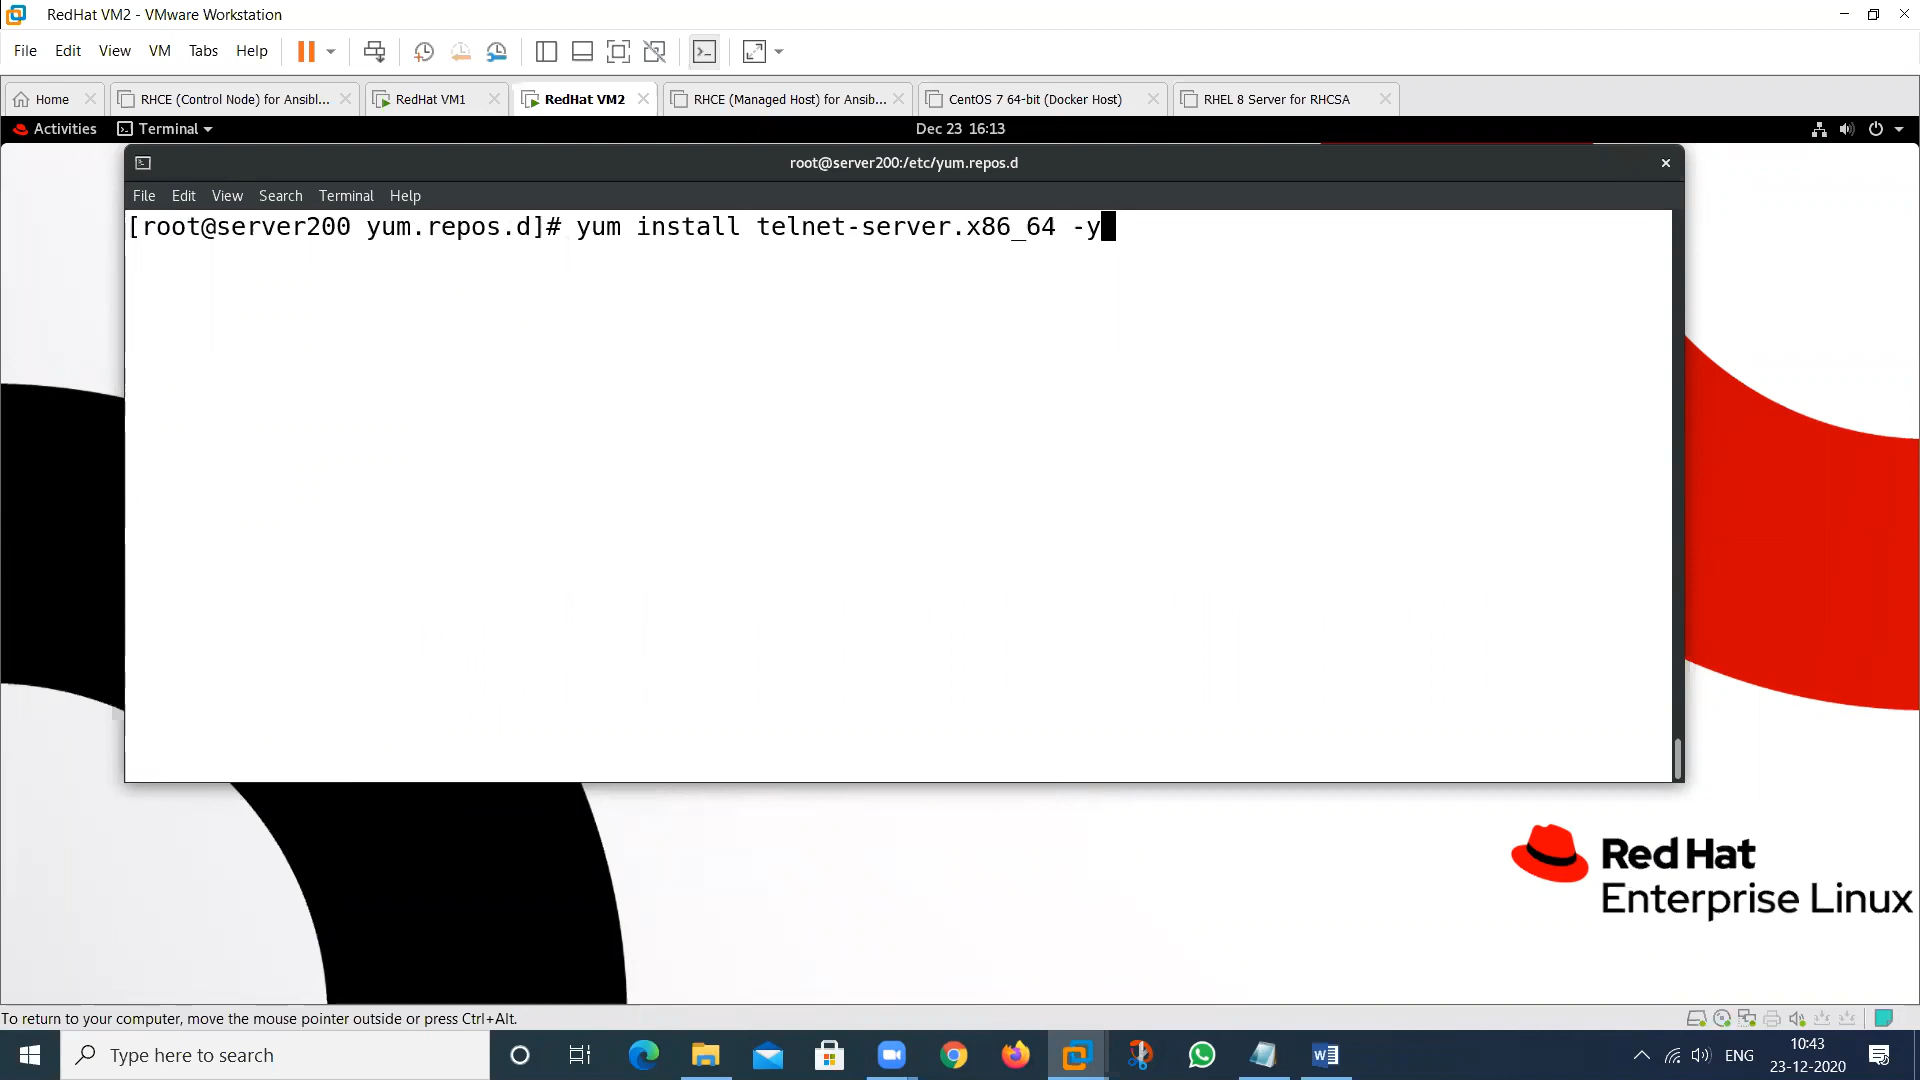 RedHat VM2 - VMware Workstation
File Edit View VM Tabs Help
Home RHCE (Control Node) for Ansibl... RedHat VM1 RedHat VM2 RHCE (Managed Host) for Ansib... CentOS 7 64-bit (Docker Host) RHEL 8 Server for RHCSA
Activities Terminal Dec 23 16:13
root@server200:/etc/yum.repos.d
File Edit View Search Terminal Help
[root@server200 yum.repos.d]# yum install telnet-server.x86_64 -y
Red Hat
Enterprise Linux
To return to your computer, move the mouse pointer outside or press Ctrl+Alt.
Type here to search
ENG
10:43
23-12-2020